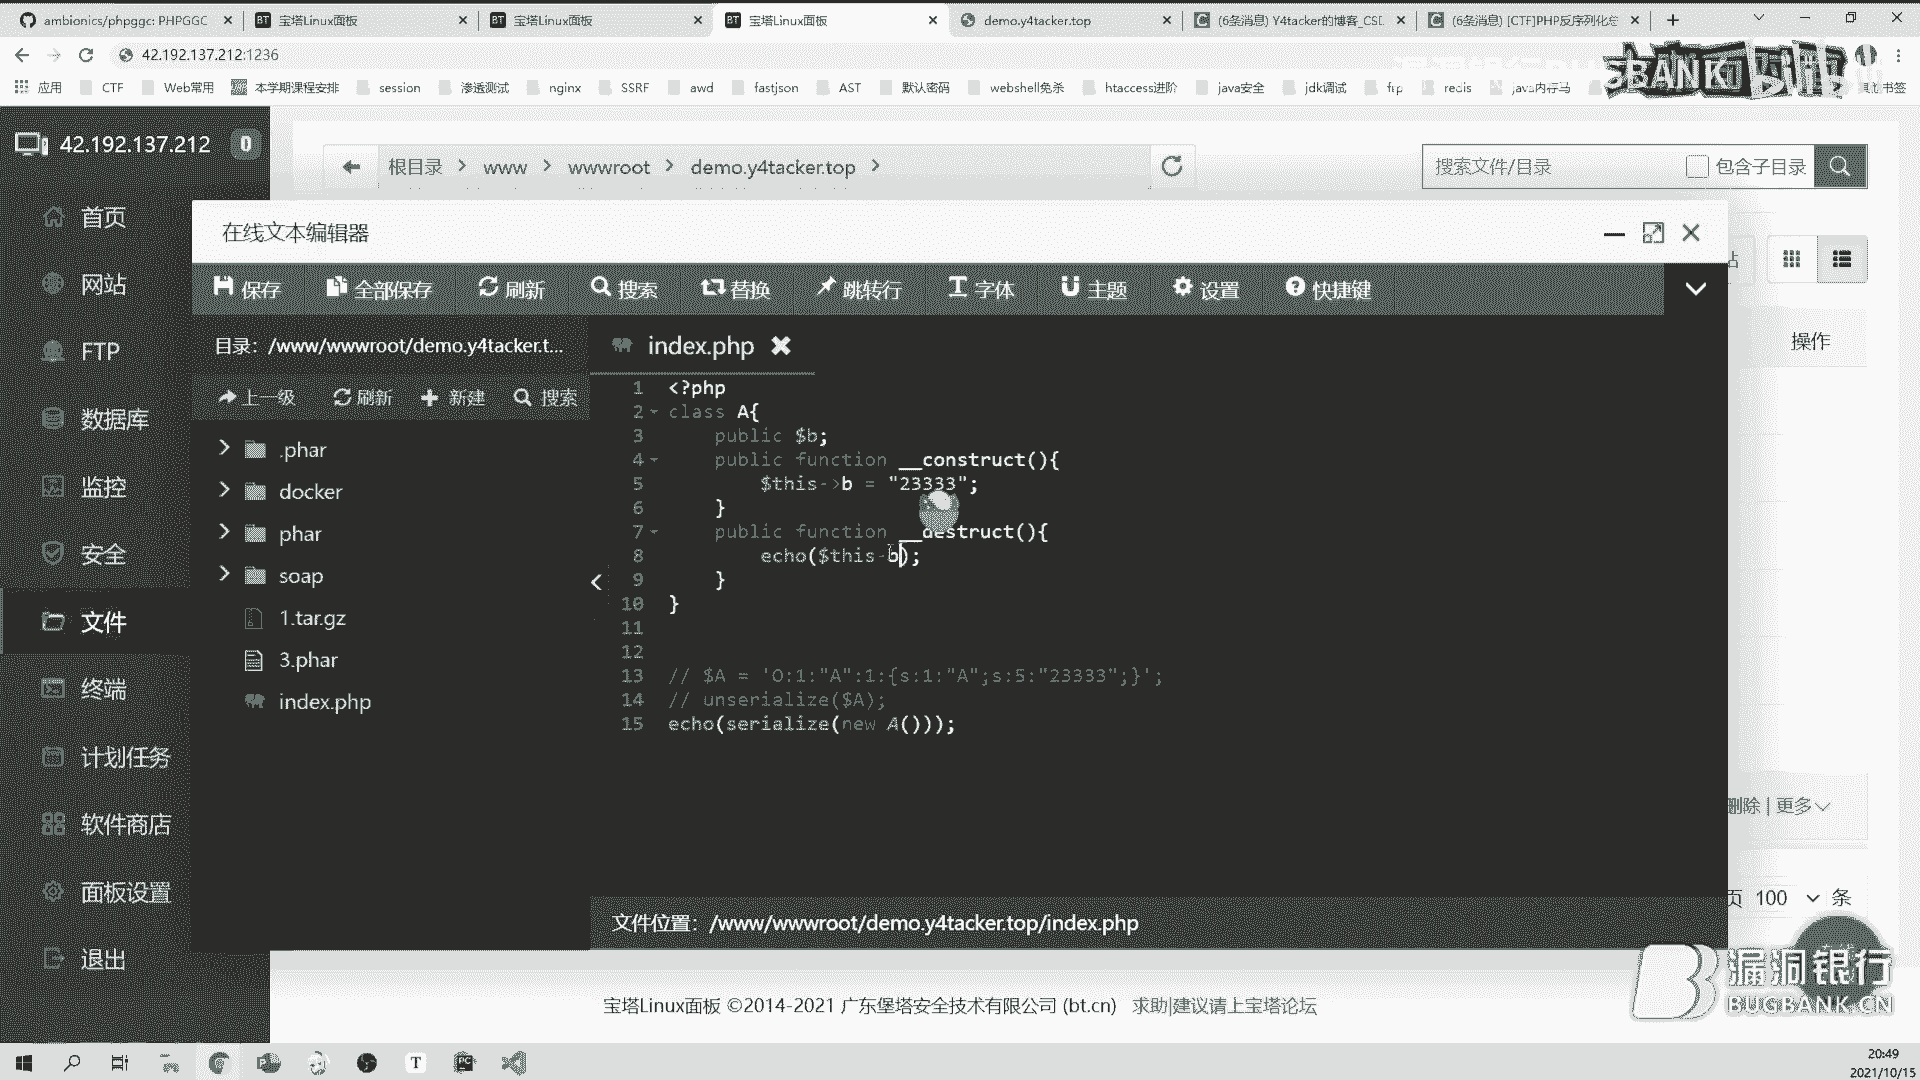 ambionics/phpggc: PHPGGC
宝塔Linux面板
宝塔Linux面板
宝塔Linux面板
demo.y4tacker.top
(6条消息) Y4tacker的博客_CSD
(6条消息) [CTF]PHP反序列化总
42.192.137.212:1236
应用
CTF
Web常用
本学期课程安排
session
渗透测试
nginx
SSRF
awd
fastjson
AST
默认密码
webshell免杀
htaccess进阶
java安全
jdk调试
frp
redis
java内存马
42.192.137.212
0
根目录 > www > wwwroot > demo.y4tacker.top >
搜索文件/目录
包含子目录
首页
网站
FTP
数据库
监控
安全
文件
终端
计划任务
软件商店
面板设置
退出
在线文本编辑器
保存
全部保存
刷新
搜索
替换
跳转行
字体
主题
设置
快捷键
操作
目录：/www/wwwroot/demo.y4tacker.t...
index.php
上一级
刷新
新建
搜索
.phar
docker
phar
soap
1.tar.gz
3.phar
index.php
1 <?php
2 class A{
3 public $b;
4 public function __construct(){
5 $this->b = "23333";
6 }
7 public function __destruct(){
8 echo($this-b);
9 }
10 }
11
12
13 // $A = 'O:1:"A":1:{s:1:"A";s:5:"23333";}';
14 // unserialize($A);
15 echo(serialize(new A()));
文件位置：/www/wwwroot/demo.y4tacker.top/index.php
删除 | 更多
页 100 条
宝塔Linux面板 ©2014-2021 广东堡塔安全技术有限公司 (bt.cn) 求助|建议请上宝塔论坛
漏洞银行
BUGBANK.CN
20:49
2021/10/15